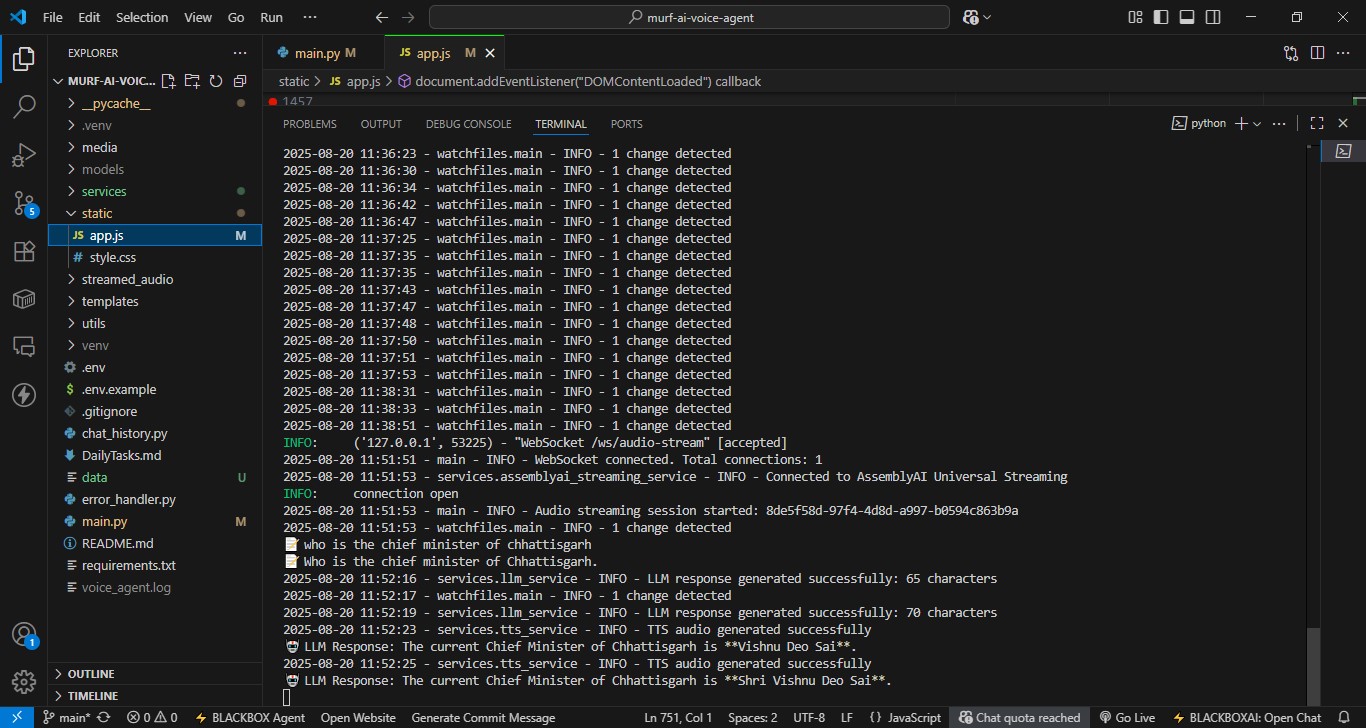 File Edit Selection View Go Run ··· murf-ai-voice-agent
EXPLORER ···
main.py M
JS app.js M
MURF-AI-VOIC...
static > JS app.js > document.addEventListener("DOMContentLoaded") callback
1457
__pycache__
.venv
media
models
services
static
JS app.js M
# style.css
streamed_audio
templates
utils
venv
.env
$ .env.example
.gitignore
chat_history.py
DailyTasks.md
data U
error_handler.py
main.py M
README.md
requirements.txt
voice_agent.log
OUTLINE
TIMELINE
5
1
PROBLEMS OUTPUT DEBUG CONSOLE TERMINAL PORTS python
2025-08-20 11:36:23 - watchfiles.main - INFO - 1 change detected
2025-08-20 11:36:30 - watchfiles.main - INFO - 1 change detected
2025-08-20 11:36:34 - watchfiles.main - INFO - 1 change detected
2025-08-20 11:36:42 - watchfiles.main - INFO - 1 change detected
2025-08-20 11:36:47 - watchfiles.main - INFO - 1 change detected
2025-08-20 11:37:25 - watchfiles.main - INFO - 1 change detected
2025-08-20 11:37:35 - watchfiles.main - INFO - 1 change detected
2025-08-20 11:37:35 - watchfiles.main - INFO - 1 change detected
2025-08-20 11:37:43 - watchfiles.main - INFO - 1 change detected
2025-08-20 11:37:47 - watchfiles.main - INFO - 1 change detected
2025-08-20 11:37:48 - watchfiles.main - INFO - 1 change detected
2025-08-20 11:37:50 - watchfiles.main - INFO - 1 change detected
2025-08-20 11:37:51 - watchfiles.main - INFO - 1 change detected
2025-08-20 11:37:53 - watchfiles.main - INFO - 1 change detected
2025-08-20 11:38:31 - watchfiles.main - INFO - 1 change detected
2025-08-20 11:38:33 - watchfiles.main - INFO - 1 change detected
2025-08-20 11:38:51 - watchfiles.main - INFO - 1 change detected
INFO: ('127.0.0.1', 53225) - "WebSocket /ws/audio-stream" [accepted]
2025-08-20 11:51:51 - main - INFO - WebSocket connected. Total connections: 1
2025-08-20 11:51:53 - services.assemblyai_streaming_service - INFO - Connected to AssemblyAI Universal Streaming
INFO: connection open
2025-08-20 11:51:53 - main - INFO - Audio streaming session started: 8de5f58d-97f4-4d8d-a997-b0594c863b9a
2025-08-20 11:51:53 - watchfiles.main - INFO - 1 change detected
📝 who is the chief minister of chhattisgarh
📝 Who is the chief minister of Chhattisgarh.
2025-08-20 11:52:16 - services.llm_service - INFO - LLM response generated successfully: 65 characters
2025-08-20 11:52:17 - watchfiles.main - INFO - 1 change detected
2025-08-20 11:52:19 - services.llm_service - INFO - LLM response generated successfully: 70 characters
2025-08-20 11:52:23 - services.tts_service - INFO - TTS audio generated successfully
🤖 LLM Response: The current Chief Minister of Chhattisgarh is **Vishnu Deo Sai**.
2025-08-20 11:52:25 - services.tts_service - INFO - TTS audio generated successfully
🤖 LLM Response: The current Chief Minister of Chhattisgarh is **Shri Vishnu Deo Sai**.
main* 0 0 BLACKBOX Agent Open Website Generate Commit Message Ln 751, Col 1 Spaces: 2 UTF-8 LF {} JavaScript Chat quota reached Go Live BLACKBOXAI: Open Chat